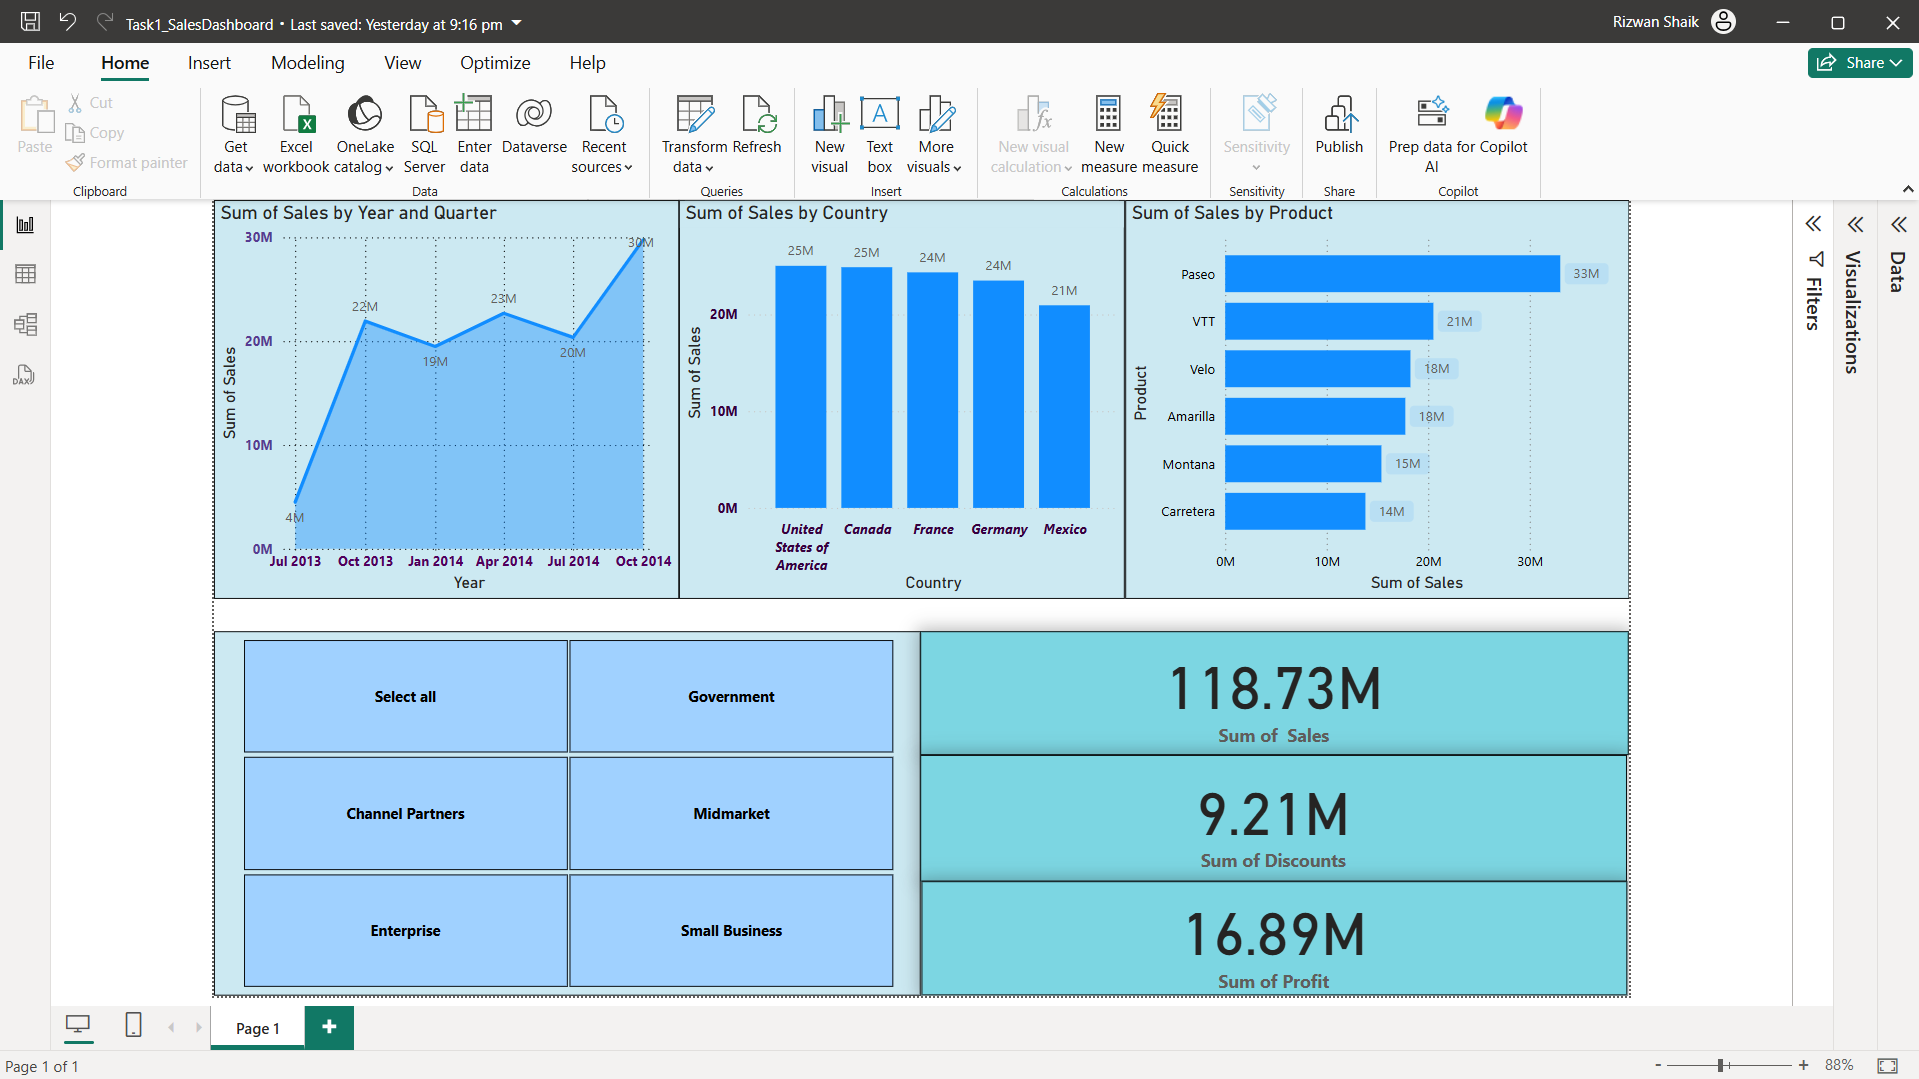 Task1_SalesDashboard • Last saved: Yesterday at 9:16 pm
Rizwan Shaik
File
Home
Insert
Modeling
View
Optimize
Help
Share
Paste
Cut
Copy
Format painter
Clipboard
Get data
Excel workbook
OneLake catalog
SQL Server
Enter data
Dataverse
Recent sources
Data
Transform data
Refresh
Queries
New visual
Text box
More visuals
Insert
New visual calculation
New measure
Quick measure
Calculations
Sensitivity
Sensitivity
Publish
Share
Prep data for AI
Copilot
Copilot
DAX
Sum of Sales by Year and Quarter
30M
20M
10M
0M
Sum of Sales
4M
22M
19M
23M
20M
30M
Jul 2013
Oct 2013
Jan 2014
Apr 2014
Jul 2014
Oct 2014
Year
Sum of Sales by Country
20M
10M
0M
Sum of Sales
25M
25M
24M
24M
21M
United States of America
Canada
France
Germany
Mexico
Country
Sum of Sales by Product
Product
Paseo
33M
VTT
21M
Velo
18M
Amarilla
18M
Montana
15M
Carretera
14M
0M
10M
20M
30M
Sum of Sales
Filters
Visualizations
Data
Select all
Government
Channel Partners
Midmarket
Enterprise
Small Business
118.73M
Sum of  Sales
9.21M
Sum of Discounts
16.89M
Sum of Profit
Page 1
Page 1 of 1
88%